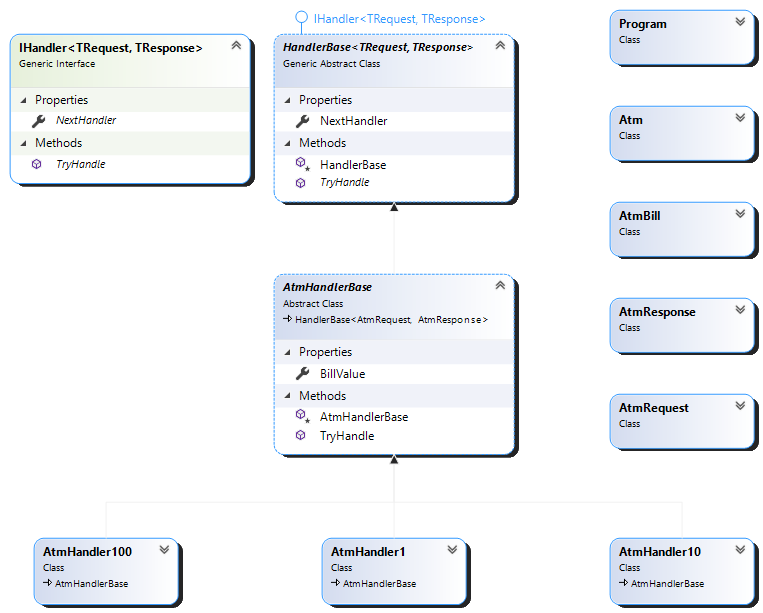 IHandler<TRequest, TResponse>
IHandler<TRequest, TResponse>
Generic Interface
Properties
NextHandler
Methods
TryHandle
HandlerBase<TRequest, TResponse>
Generic Abstract Class
Properties
NextHandler
Methods
HandlerBase
TryHandle
Program
Class
Atm
Class
AtmBill
Class
AtmResponse
Class
AtmRequest
Class
AtmHandlerBase
Abstract Class
HandlerBase<AtmRequest, AtmResponse>
Properties
BillValue
Methods
AtmHandlerBase
TryHandle
AtmHandler100
Class
AtmHandlerBase
AtmHandler1
Class
AtmHandlerBase
AtmHandler10
Class
AtmHandlerBase